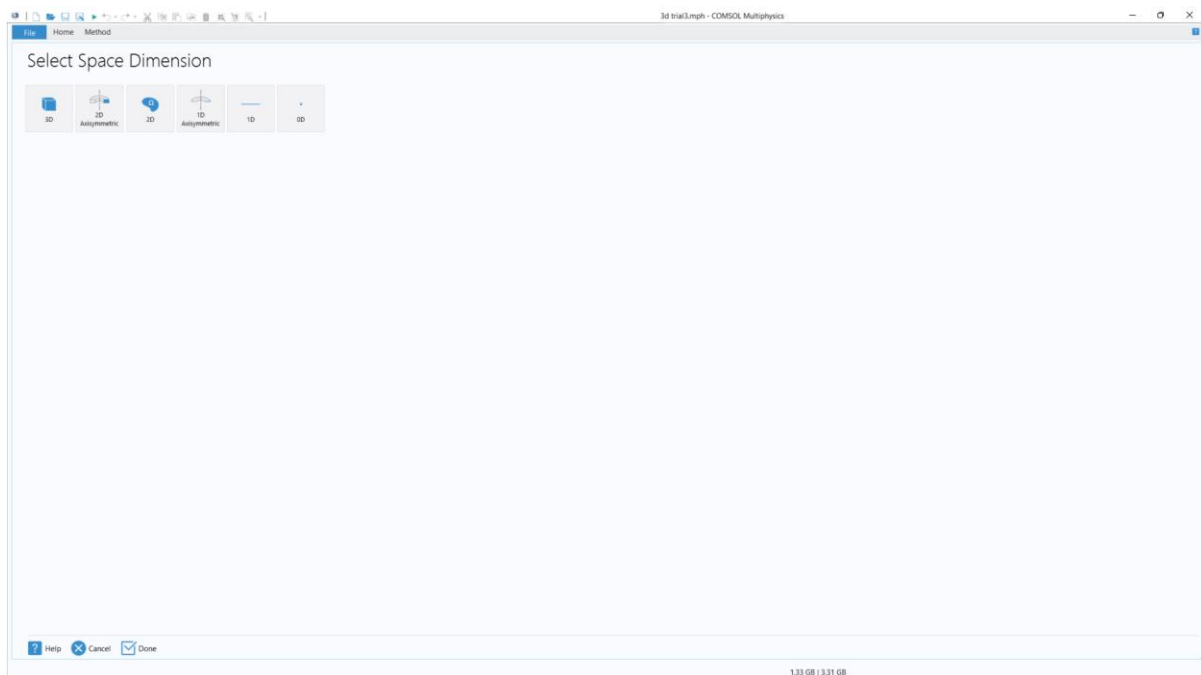 3d trial3.mph - COMSOL Multiphysics
File Home Method
Select Space Dimension
3D
2D Axisymmetric
2D
1D Axisymmetric
1D
0D
Help Cancel Done
1.33 GB | 3.31 GB